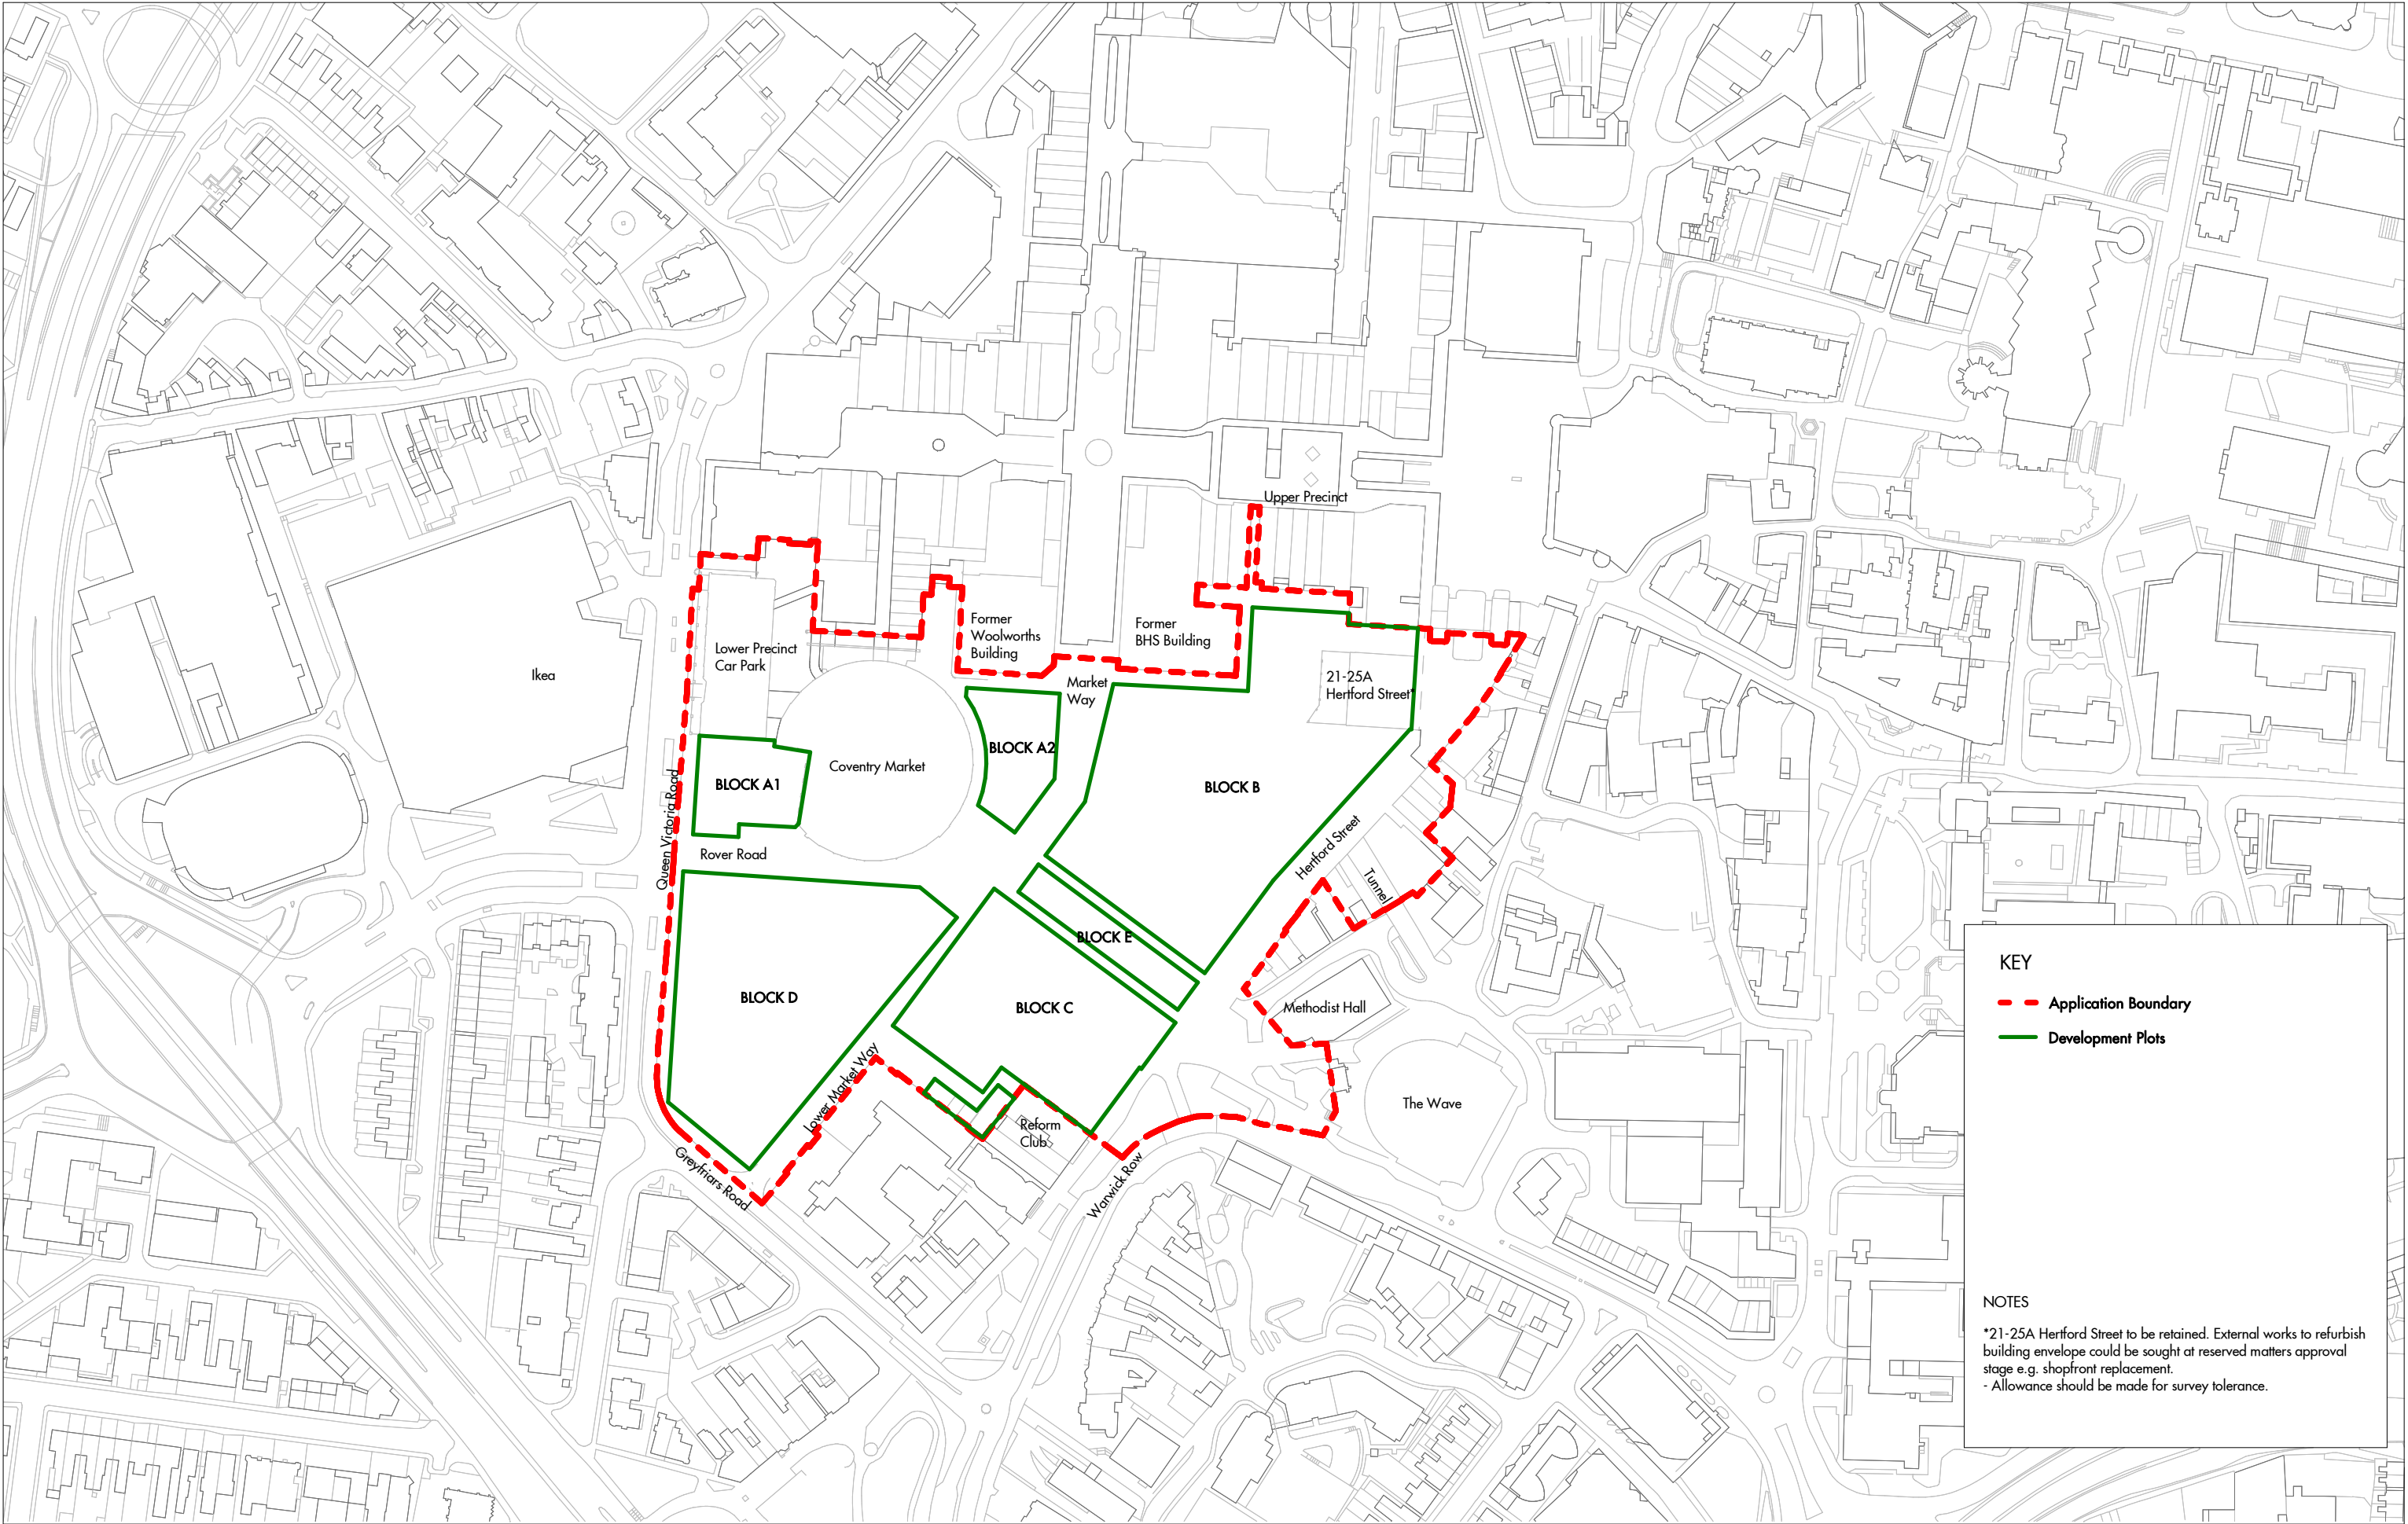 Upper Precinct
Former
Woolworths
Building
Former
BHS Building
Lower Precinct
Car Park
Ikea
Market
Way
21-25A
Hertford Street*
BLOCK A2
Coventry Market
BLOCK A1
BLOCK B
Queen Victoria Road
Rover Road
Hertford Street
Tunnel
BLOCK E
BLOCK D
BLOCK C
Methodist Hall
Lower Market Way
The Wave
Reform
Club
Greyfriars Road
Warwick Row
KEY
Application Boundary
Development Plots
NOTES
*21-25A Hertford Street to be retained. External works to refurbish
building envelope could be sought at reserved matters approval
stage e.g. shopfront replacement.
- Allowance should be made for survey tolerance.